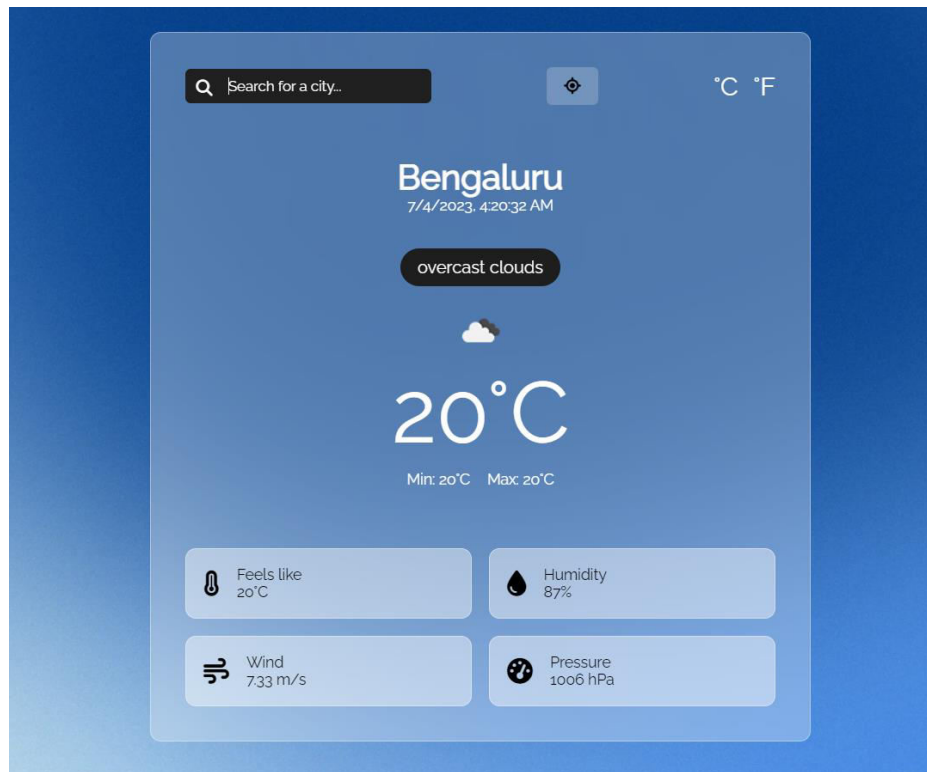 Search for a city...
°C °F
Bengaluru
7/4/2023, 4:20:32 AM
overcast clouds
20°C
Min: 20°C Max: 20°C
Feels like
20°C
Humidity
87%
Wind
7.33 m/s
Pressure
1006 hPa